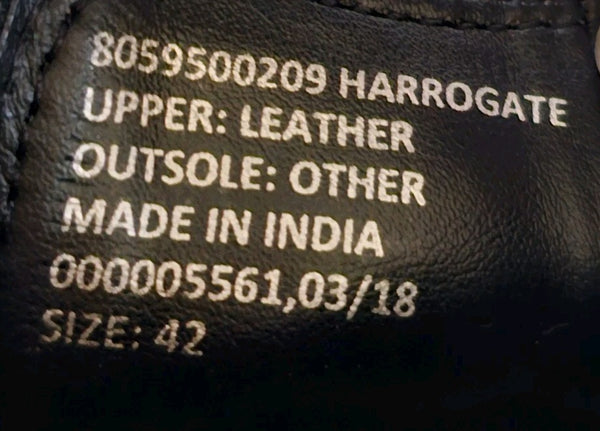 8059500209 HARROGATE
UPPER: LEATHER
OUTSOLE: OTHER
MADE IN INDIA
000005561,03/18
SIZE: 42